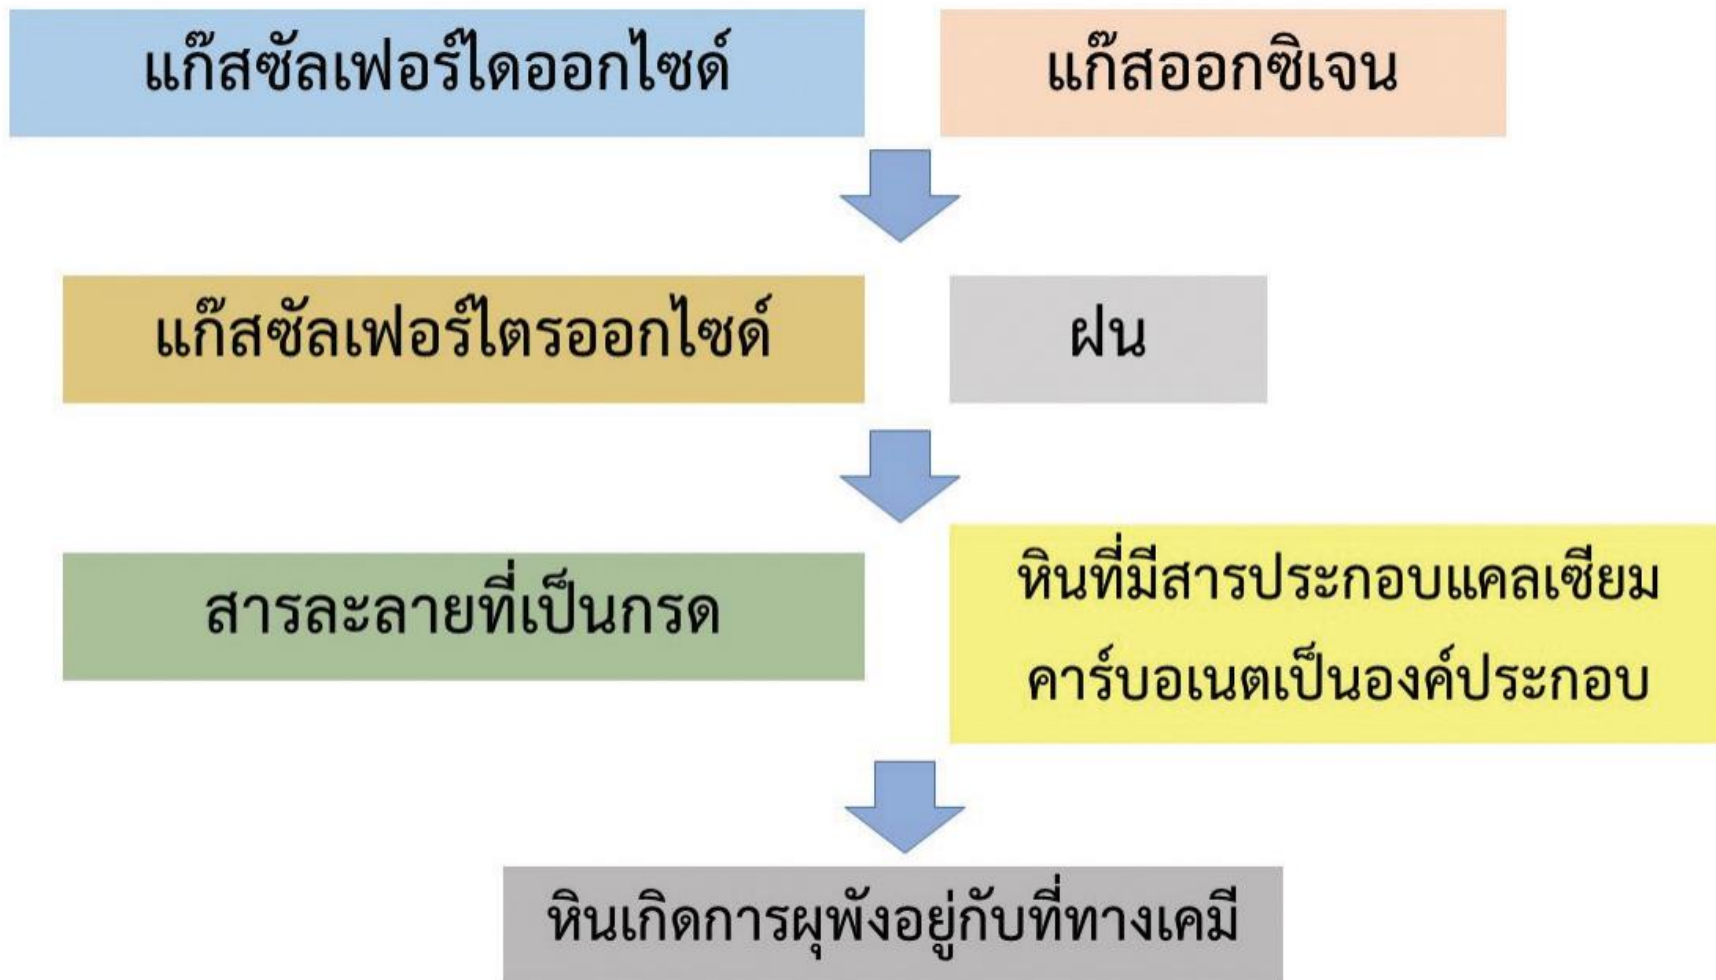 แก๊สซัลเฟอร์ไดออกไซด์
แก๊สออกซิเจน
แก๊สซัลเฟอร์ไตรออกไซด์
ฝน
สารละลายที่เป็นกรด
หินที่มีสารประกอบแคลเซียม
คาร์บอเนตเป็นองค์ประกอบ
หินเกิดการผุพังอยู่กับที่ทางเคมี